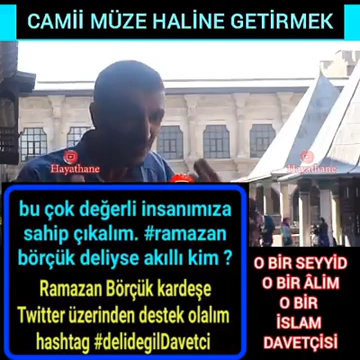 CAMİİ MÜZE HALİNE GETİRMEK
Hayathane
Hayathane
bu çok değerli insanımıza
sahip çıkalım. #ramazan
börçük deliyse akıllı kim ?
Ramazan Börçük kardeşe
Twitter üzerinden destek olalım
hashtag #delidegilDavetci
O BİR SEYYİD
O BİR ÂLİM
O BİR
İSLAM
DAVETÇİSİ